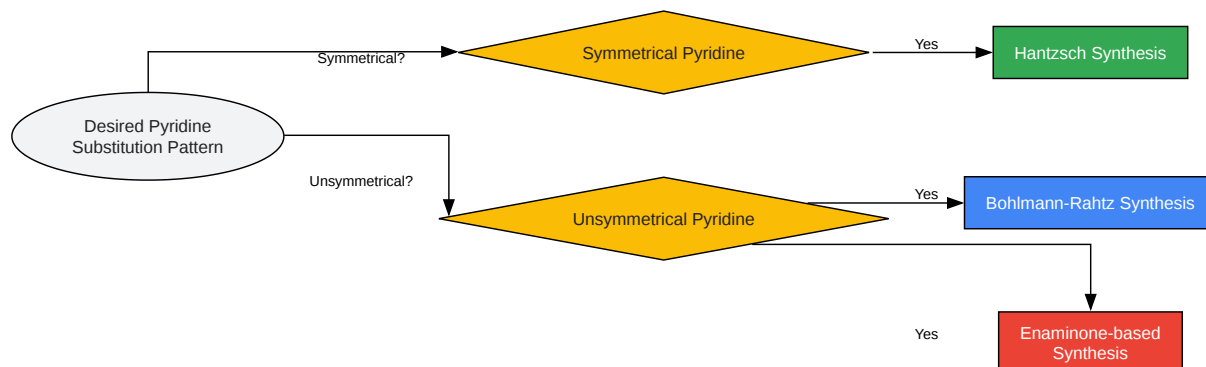 Symmetrical?
Symmetrical Pyridine
Yes
Hantzsch Synthesis
Desired Pyridine
Substitution Pattern
Unsymmetrical?
Unsymmetrical Pyridine
Yes
Bohlmann-Rahtz Synthesis
Yes
Enaminone-based
Synthesis